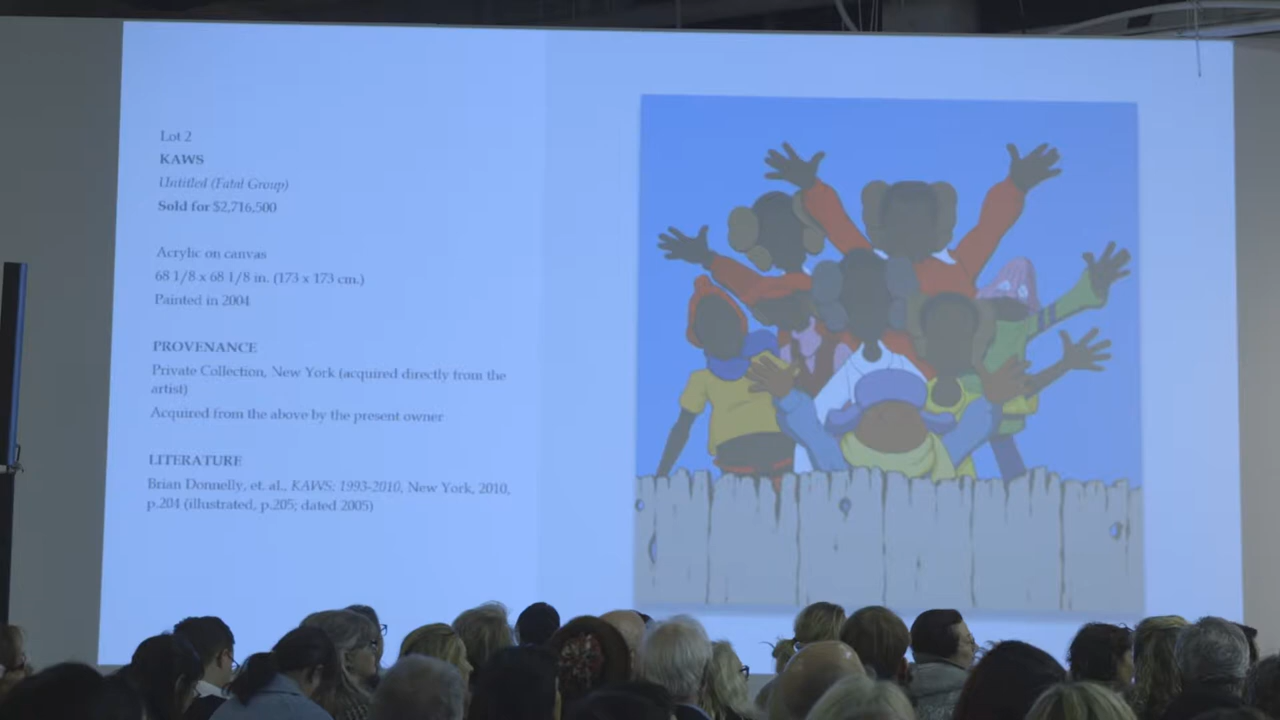 Lot 2
KAWS
Untitled (Fatal Group)
Sold for $2,716,500
Acrylic on canvas
68 1/8 x 68 1/8 in. (173 x 173 cm.)
Painted in 2004
PROVENANCE
Private Collection, New York (acquired directly from the
artist)
Acquired from the above by the present owner
LITERATURE
Brian Donnelly, et. al., KAWS: 1993-2010, New York, 2010,
p.204 (illustrated, p.205; dated 2005)